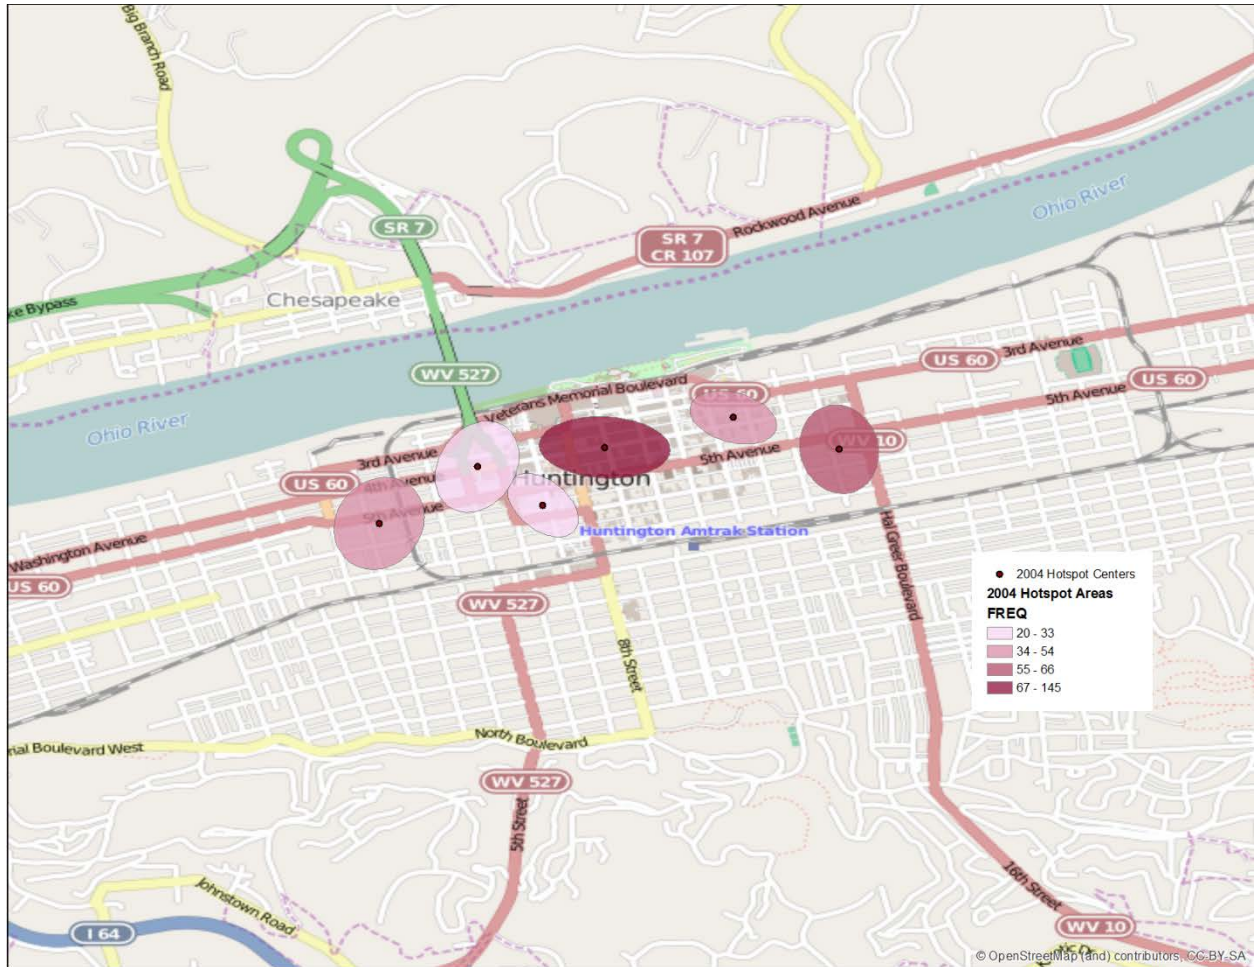 Big Branch Road
SR 7
SR 7
CR 107
Rockwood Avenue
Ohio River
ke Bypass
Chesapeake
WV 527
Ohio River
Veterans Memorial Boulevard
US 60
3rd Avenue
US 60
US 60
5th Avenue
3rd Avenue
4th Avenue
5th Avenue
5th Avenue
WV 10
US 60
Huntington
Huntington Amtrak Station
Washington Avenue
US 60
Hal Greer Boulevard
WV 527
8th Street
2004 Hotspot Centers
2004 Hotspot Areas
FREQ
20 - 33
34 - 54
55 - 66
67 - 145
rial Boulevard West
North Boulevard
WV 527
5th Street
Johnstown Road
I 64
16th Street
WV 10
© OpenStreetMap (and) contributors, CC-BY-SA